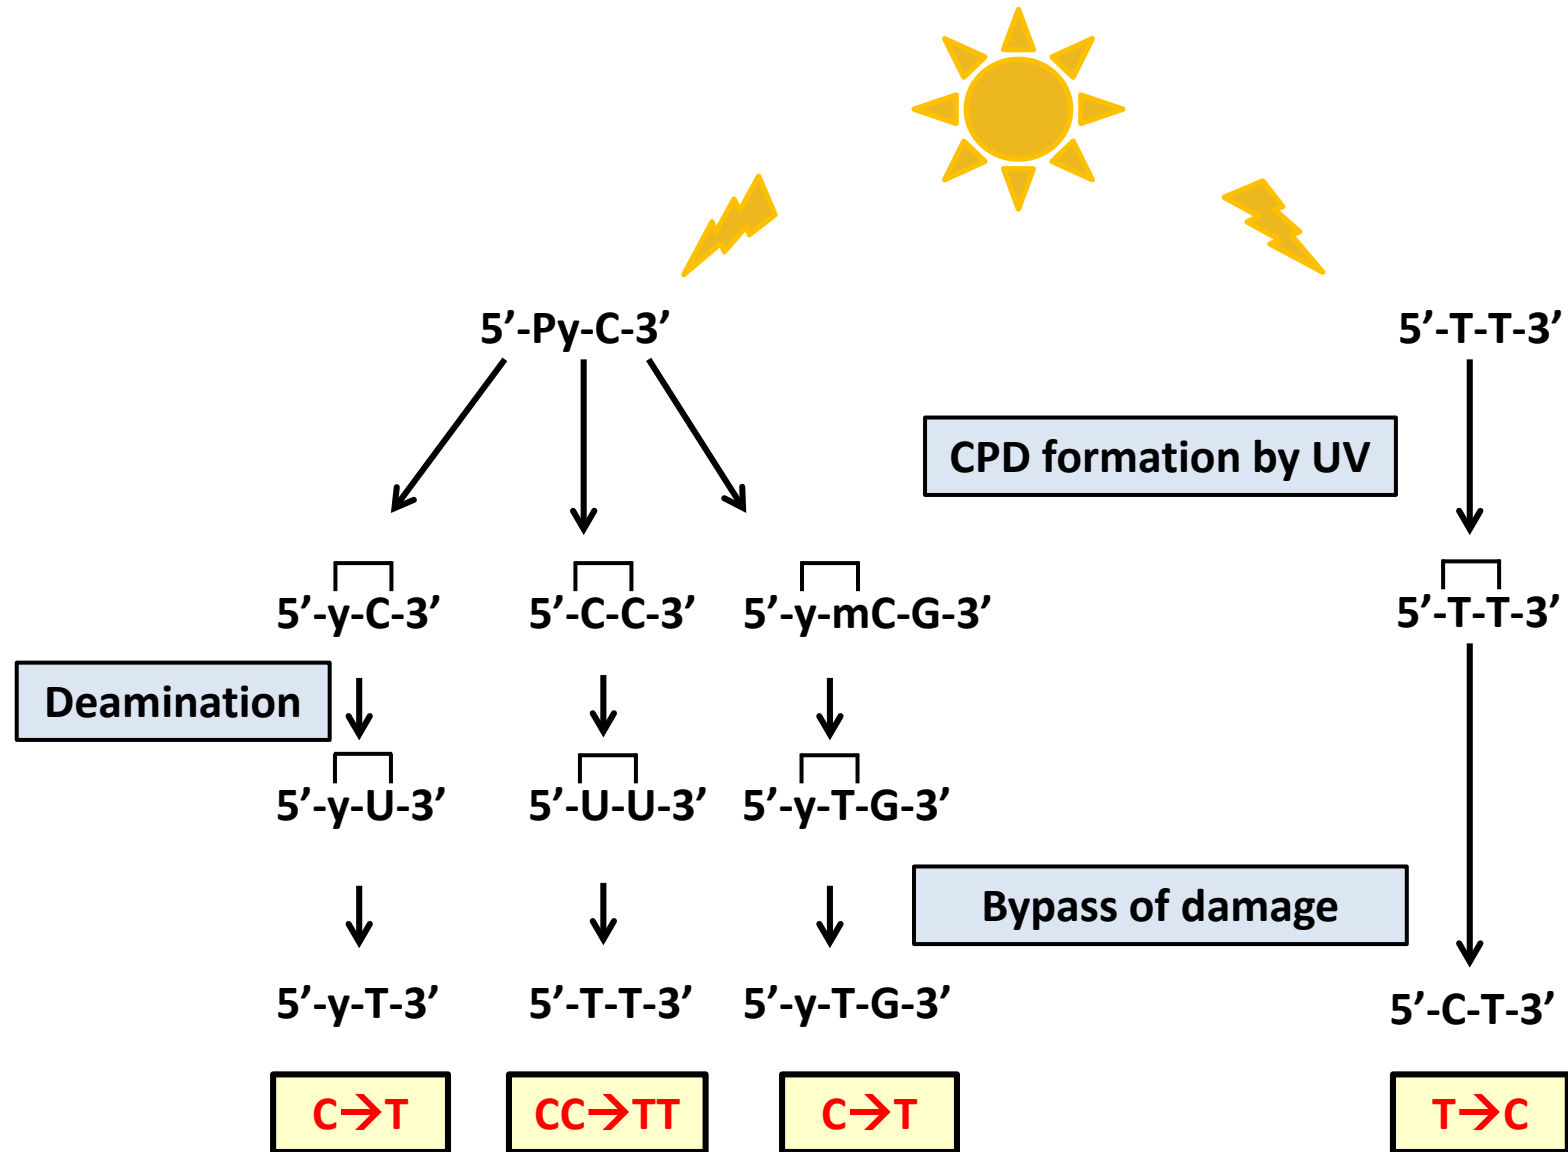 5’-Py-C-3’
5’-T-T-3’
CPD formation by UV
5’-y-C-3’
5’-C-C-3’
5’-y-mC-G-3’
5’-T-T-3’
Deamination
5’-y-U-3’
5’-U-U-3’
5’-y-T-G-3’
Bypass of damage
5’-y-T-3’
5’-T-T-3’
5’-y-T-G-3’
5’-C-T-3’
C→T
CC→TT
C→T
T→C